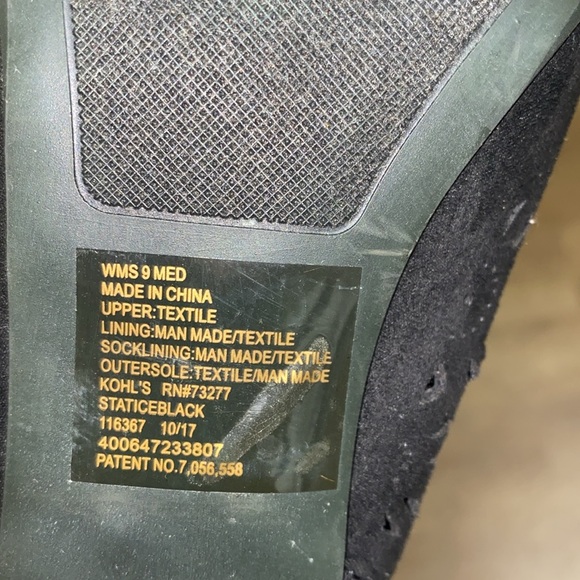 WMS 9 MED
MADE IN CHINA
UPPER:TEXTILE
LINING:MAN MADE/TEXTILE
SOCKLINING:MAN MADE/TEXTILE
OUTERSOLE:TEXTILE/MAN MADE
KOHL'S RN#73277
STATICEBLACK
116367 10/17
400647233807
PATENT NO.7,056,558